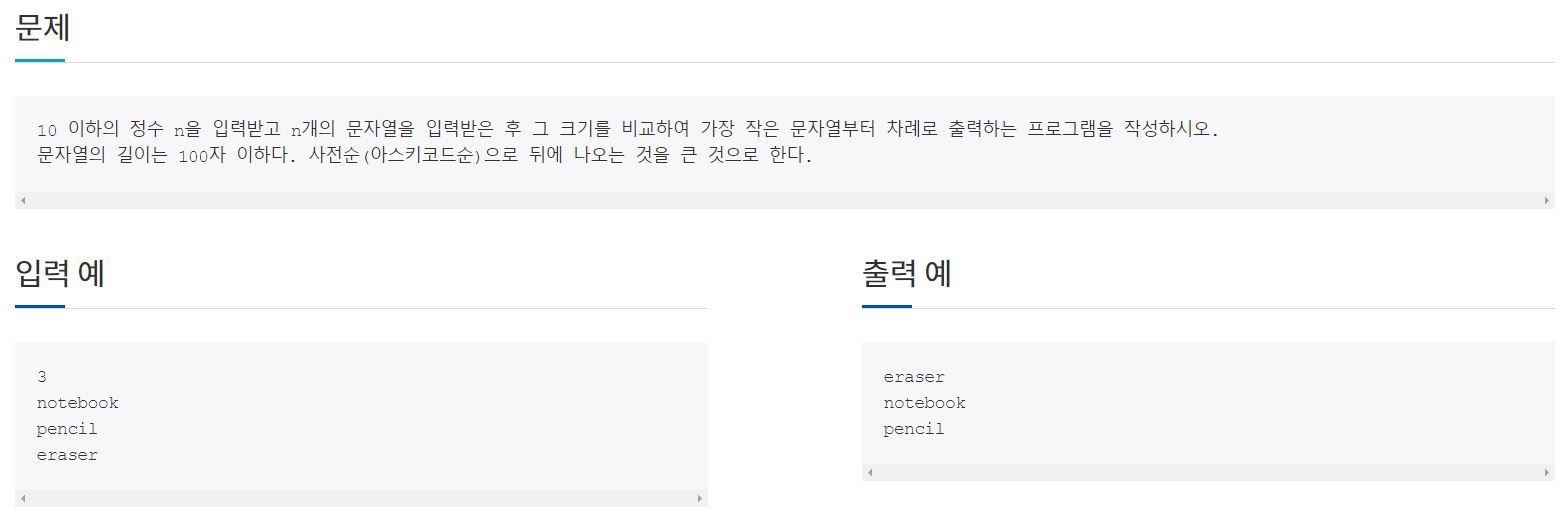 문제
10 이하의 정수 n을 입력받고 n개의 문자열을 입력받은 후 그 크기를 비교하여 가장 작은 문자열부터 차례로 출력하는 프로그램을 작성하시오.
문자열의 길이는 100자 이하다. 사전순(아스키코드순)으로 뒤에 나오는 것을 큰 것으로 한다.
입력 예
3
notebook
pencil
eraser
출력 예
eraser
notebook
pencil